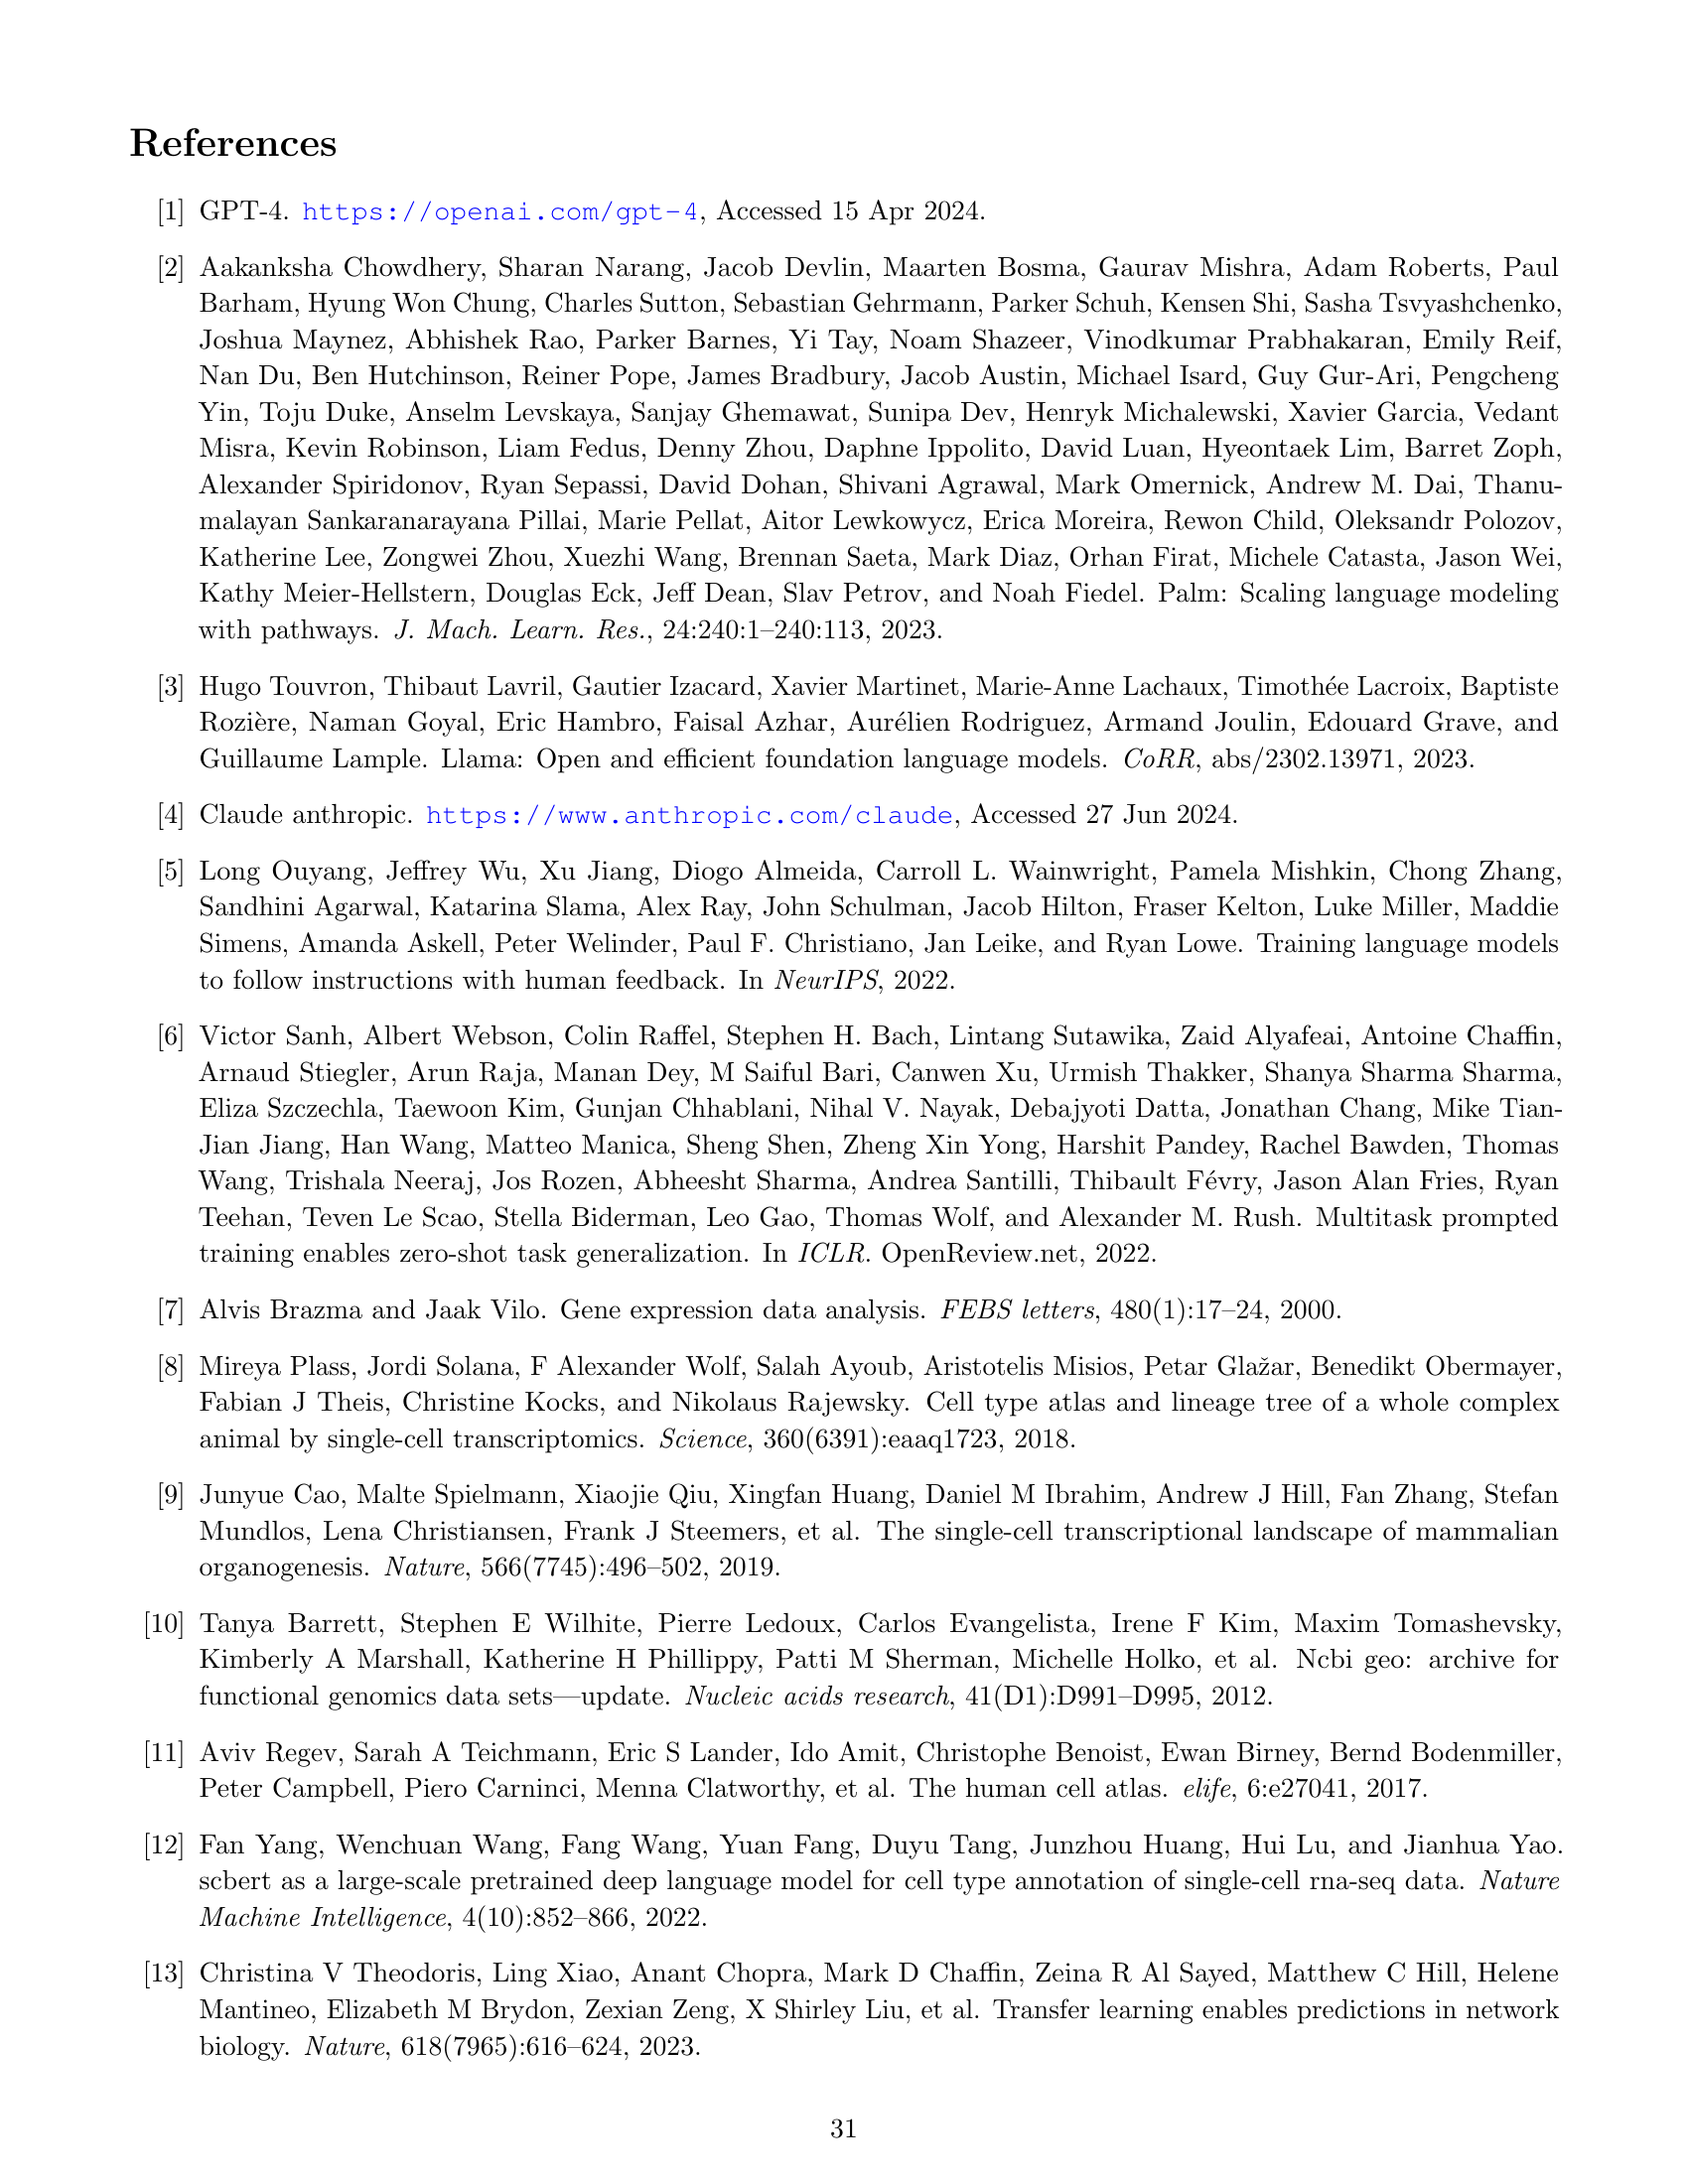 References
[1] GPT-4. https://openai.com/gpt-4, Accessed 15 Apr 2024.
[2] Aakanksha Chowdhery, Sharan Narang, Jacob Devlin, Maarten Bosma, Gaurav Mishra, Adam Roberts, Paul
Barham, Hyung Won Chung, Charles Sutton, Sebastian Gehrmann, Parker Schuh, Kensen Shi, Sasha Tsvyashchenko,
Joshua Maynez, Abhishek Rao, Parker Barnes, Yi Tay, Noam Shazeer, Vinodkumar Prabhakaran, Emily Reif,
Nan Du, Ben Hutchinson, Reiner Pope, James Bradbury, Jacob Austin, Michael Isard, Guy Gur-Ari, Pengcheng
Yin, Toju Duke, Anselm Levskaya, Sanjay Ghemawat, Sunipa Dev, Henryk Michalewski, Xavier Garcia, Vedant
Misra, Kevin Robinson, Liam Fedus, Denny Zhou, Daphne Ippolito, David Luan, Hyeontaek Lim, Barret Zoph,
Alexander Spiridonov, Ryan Sepassi, David Dohan, Shivani Agrawal, Mark Omernick, Andrew M. Dai, Thanu-
malayan Sankaranarayana Pillai, Marie Pellat, Aitor Lewkowycz, Erica Moreira, Rewon Child, Oleksandr Polozov,
Katherine Lee, Zongwei Zhou, Xuezhi Wang, Brennan Saeta, Mark Diaz, Orhan Firat, Michele Catasta, Jason Wei,
Kathy Meier-Hellstern, Douglas Eck, Jeff Dean, Slav Petrov, and Noah Fiedel. Palm: Scaling language modeling
with pathways. J. Mach. Learn. Res., 24:240:1–240:113, 2023.
[3] Hugo Touvron, Thibaut Lavril, Gautier Izacard, Xavier Martinet, Marie-Anne Lachaux, Timothée Lacroix, Baptiste
Rozière, Naman Goyal, Eric Hambro, Faisal Azhar, Aurélien Rodriguez, Armand Joulin, Edouard Grave, and
Guillaume Lample. Llama: Open and efficient foundation language models. CoRR, abs/2302.13971, 2023.
[4] Claude anthropic. https://www.anthropic.com/claude, Accessed 27 Jun 2024.
[5] Long Ouyang, Jeffrey Wu, Xu Jiang, Diogo Almeida, Carroll L. Wainwright, Pamela Mishkin, Chong Zhang,
Sandhini Agarwal, Katarina Slama, Alex Ray, John Schulman, Jacob Hilton, Fraser Kelton, Luke Miller, Maddie
Simens, Amanda Askell, Peter Welinder, Paul F. Christiano, Jan Leike, and Ryan Lowe. Training language models
to follow instructions with human feedback. In NeurIPS, 2022.
[6] Victor Sanh, Albert Webson, Colin Raffel, Stephen H. Bach, Lintang Sutawika, Zaid Alyafeai, Antoine Chaffin,
Arnaud Stiegler, Arun Raja, Manan Dey, M Saiful Bari, Canwen Xu, Urmish Thakker, Shanya Sharma Sharma,
Eliza Szczechla, Taewoon Kim, Gunjan Chhablani, Nihal V. Nayak, Debajyoti Datta, Jonathan Chang, Mike Tian-
Jian Jiang, Han Wang, Matteo Manica, Sheng Shen, Zheng Xin Yong, Harshit Pandey, Rachel Bawden, Thomas
Wang, Trishala Neeraj, Jos Rozen, Abheesht Sharma, Andrea Santilli, Thibault Févry, Jason Alan Fries, Ryan
Teehan, Teven Le Scao, Stella Biderman, Leo Gao, Thomas Wolf, and Alexander M. Rush. Multitask prompted
training enables zero-shot task generalization. In ICLR. OpenReview.net, 2022.
[7] Alvis Brazma and Jaak Vilo. Gene expression data analysis. FEBS letters, 480(1):17–24, 2000.
[8] Mireya Plass, Jordi Solana, F Alexander Wolf, Salah Ayoub, Aristotelis Misios, Petar Glažar, Benedikt Obermayer,
Fabian J Theis, Christine Kocks, and Nikolaus Rajewsky. Cell type atlas and lineage tree of a whole complex
animal by single-cell transcriptomics. Science, 360(6391):eaaq1723, 2018.
[9] Junyue Cao, Malte Spielmann, Xiaojie Qiu, Xingfan Huang, Daniel M Ibrahim, Andrew J Hill, Fan Zhang, Stefan
Mundlos, Lena Christiansen, Frank J Steemers, et al. The single-cell transcriptional landscape of mammalian
organogenesis. Nature, 566(7745):496–502, 2019.
[10] Tanya Barrett, Stephen E Wilhite, Pierre Ledoux, Carlos Evangelista, Irene F Kim, Maxim Tomashevsky,
Kimberly A Marshall, Katherine H Phillippy, Patti M Sherman, Michelle Holko, et al. Ncbi geo: archive for
functional genomics data sets—update. Nucleic acids research, 41(D1):D991–D995, 2012.
[11] Aviv Regev, Sarah A Teichmann, Eric S Lander, Ido Amit, Christophe Benoist, Ewan Birney, Bernd Bodenmiller,
Peter Campbell, Piero Carninci, Menna Clatworthy, et al. The human cell atlas. elife, 6:e27041, 2017.
[12] Fan Yang, Wenchuan Wang, Fang Wang, Yuan Fang, Duyu Tang, Junzhou Huang, Hui Lu, and Jianhua Yao.
scbert as a large-scale pretrained deep language model for cell type annotation of single-cell rna-seq data. Nature
Machine Intelligence, 4(10):852–866, 2022.
[13] Christina V Theodoris, Ling Xiao, Anant Chopra, Mark D Chaffin, Zeina R Al Sayed, Matthew C Hill, Helene
Mantineo, Elizabeth M Brydon, Zexian Zeng, X Shirley Liu, et al. Transfer learning enables predictions in network
biology. Nature, 618(7965):616–624, 2023.
31